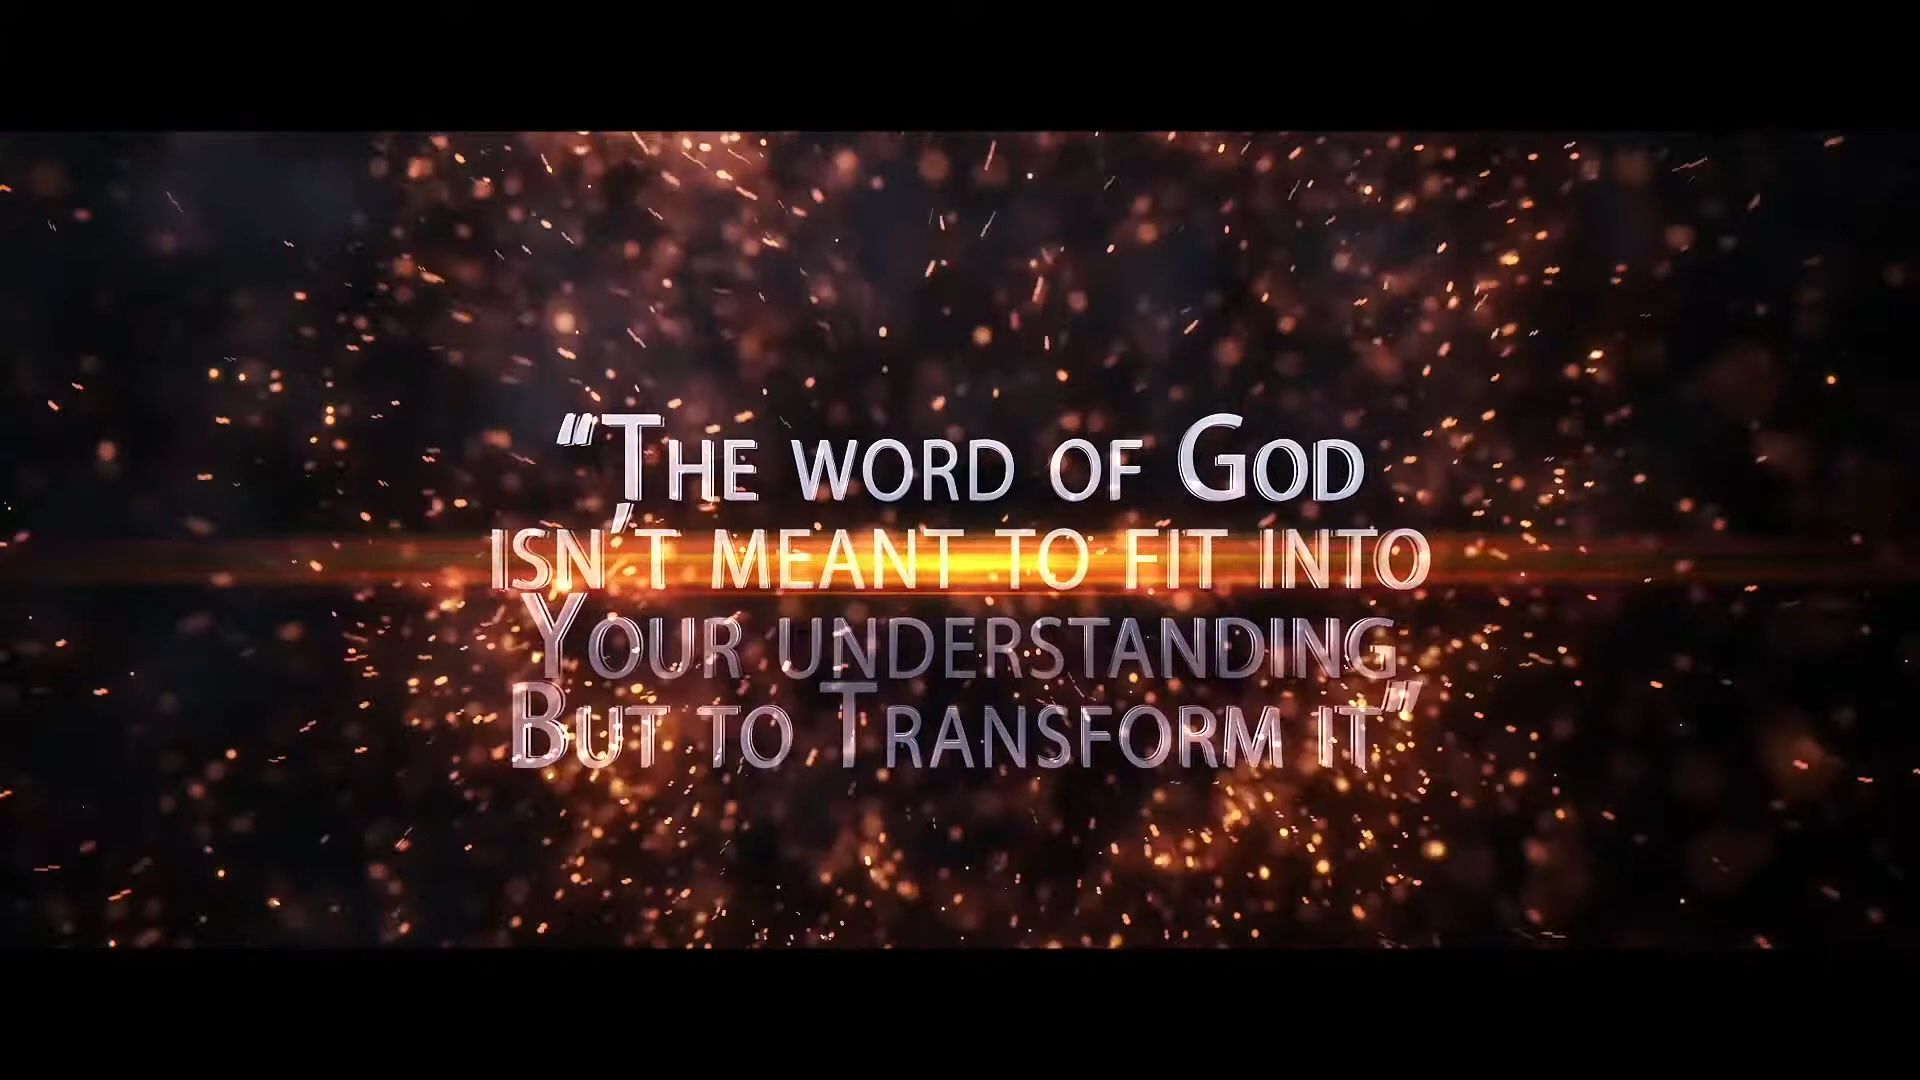 “The word of God
isn’t meant to fit into
Your understanding
But to Transform it”